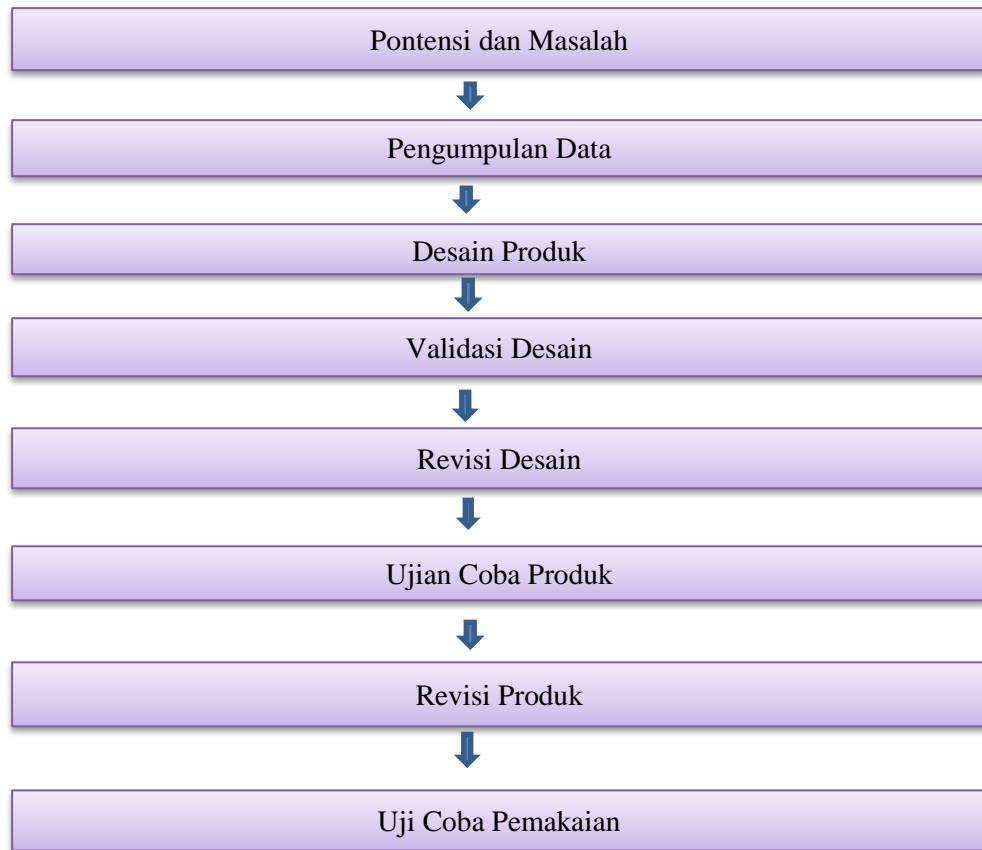 Pontensi dan Masalah
Pengumpulan Data
Desain Produk
Validasi Desain
Revisi Desain
Ujian Coba Produk
Revisi Produk
Uji Coba Pemakaian